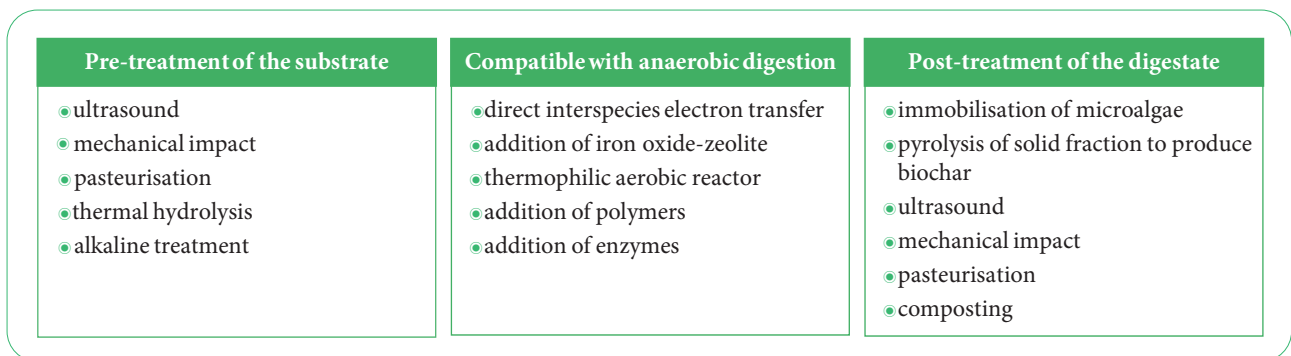 Pre-treatment of the substrate
ultrasound
mechanical impact
pasteurisation
thermal hydrolysis
alkaline treatment
Compatible with anaerobic digestion
direct interspecies electron transfer
addition of iron oxide-zeolite
thermophilic aerobic reactor
addition of polymers
addition of enzymes
Post-treatment of the digestate
immobilisation of microalgae
pyrolysis of solid fraction to produce
biochar
ultrasound
mechanical impact
pasteurisation
composting